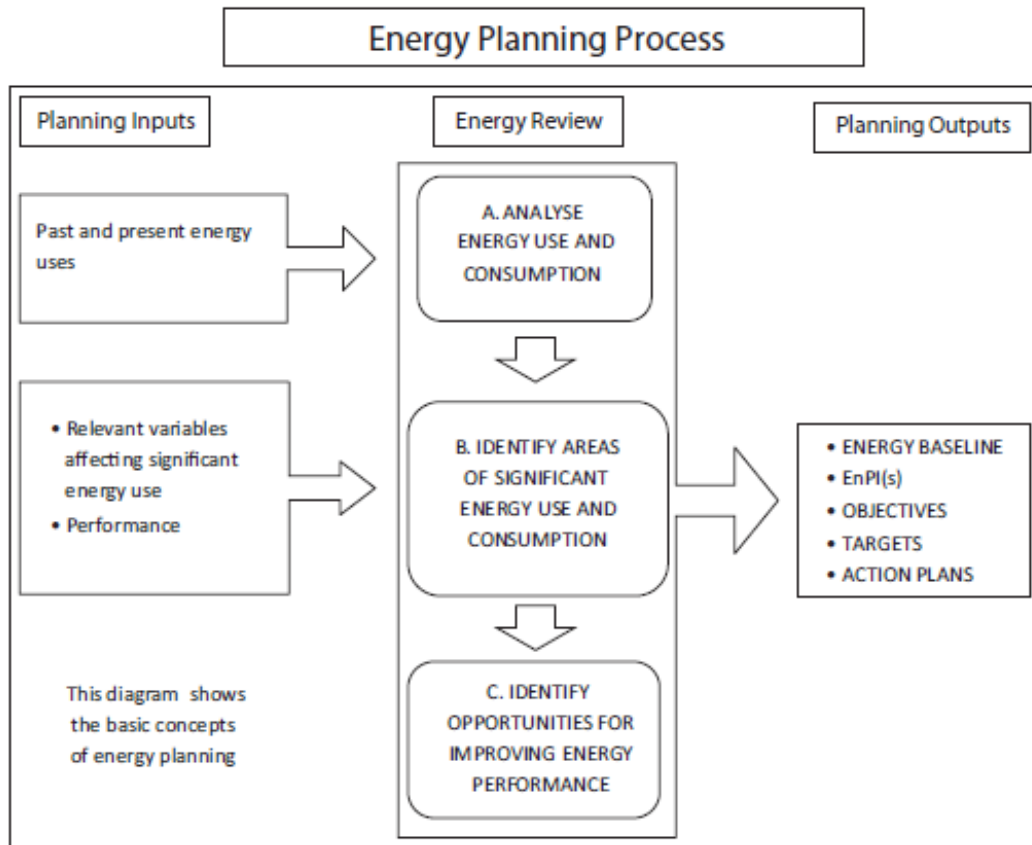 Energy Planning Process
Planning Inputs
Energy Review
Planning Outputs
Past and present energy
uses
A. ANALYSE
ENERGY USE AND
CONSUMPTION
• Relevant variables
affecting significant
energy use
• Performance
B. IDENTIFY AREAS
OF SIGNIFICANT
ENERGY USE AND
CONSUMPTION
• ENERGY BASELINE
• EnPI(s)
• OBJECTIVES
• TARGETS
• ACTION PLANS
C. IDENTIFY
OPPORTUNITIES FOR
IMPROVING ENERGY
PERFORMANCE
This diagram shows
the basic concepts
of energy planning